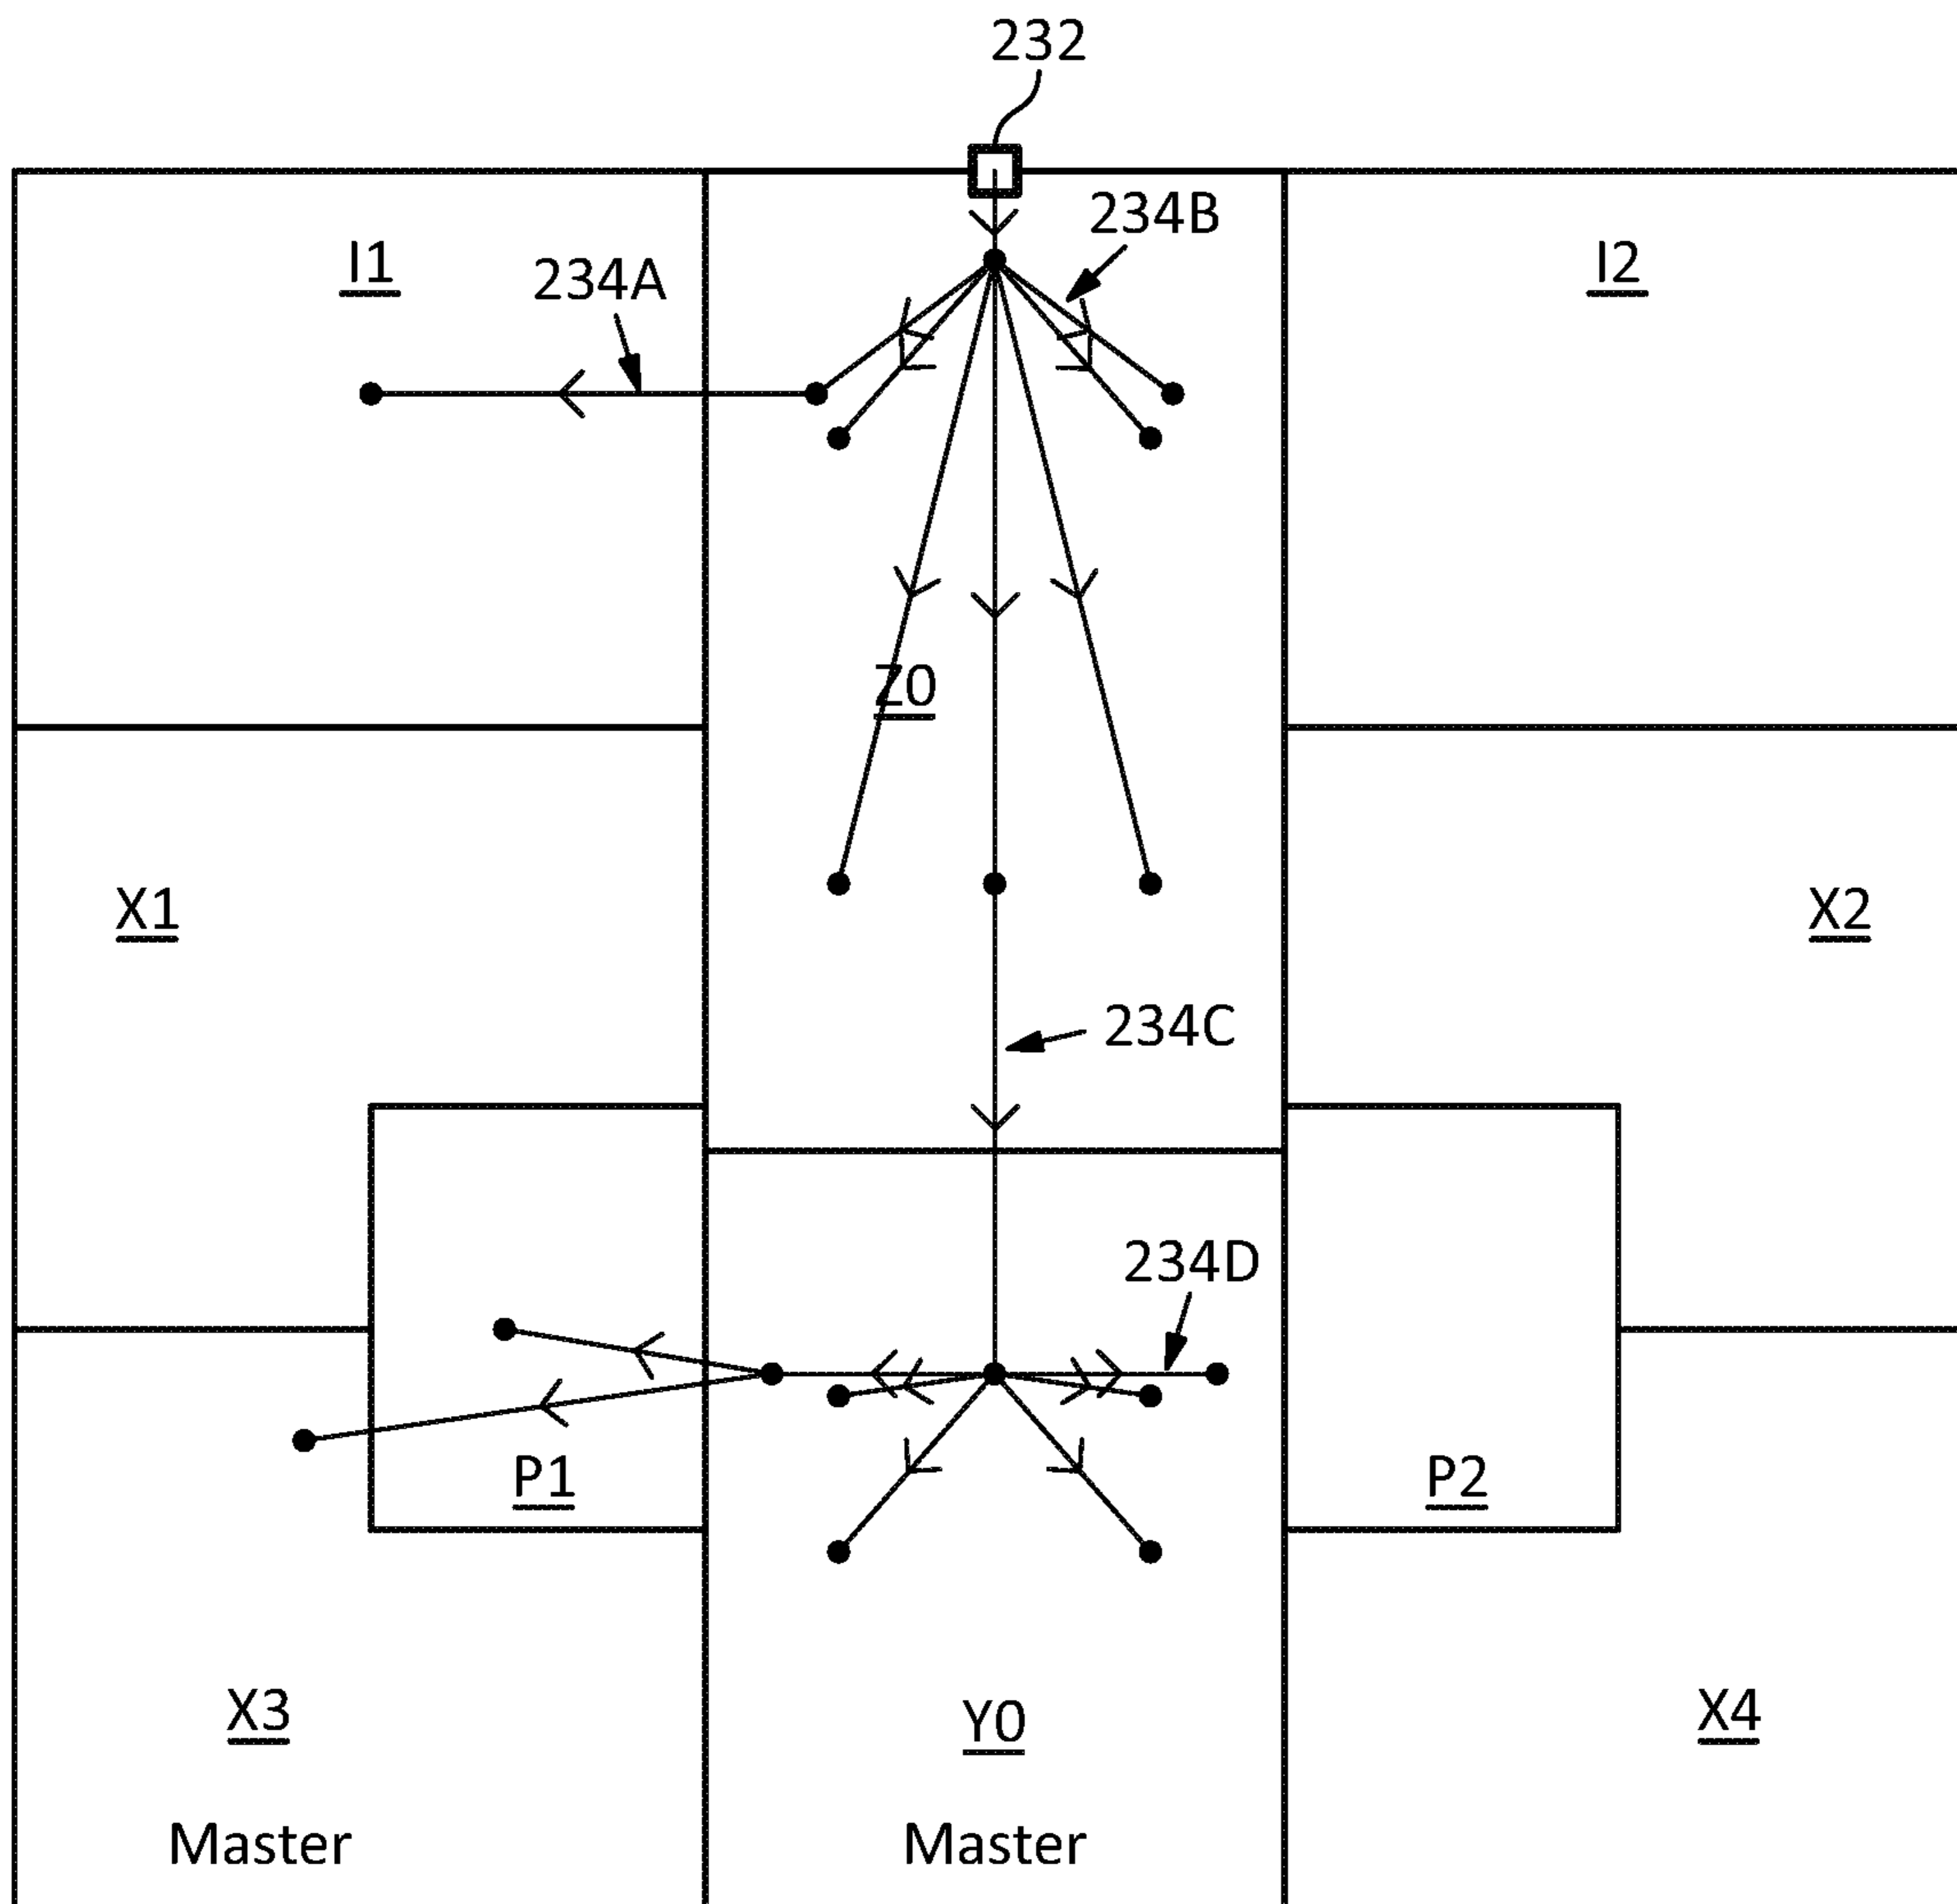 232
234B
I1
234A
I2
Z0
X1
X2
234C
234D
P1
P2
X3
Y0
X4
Master
Master